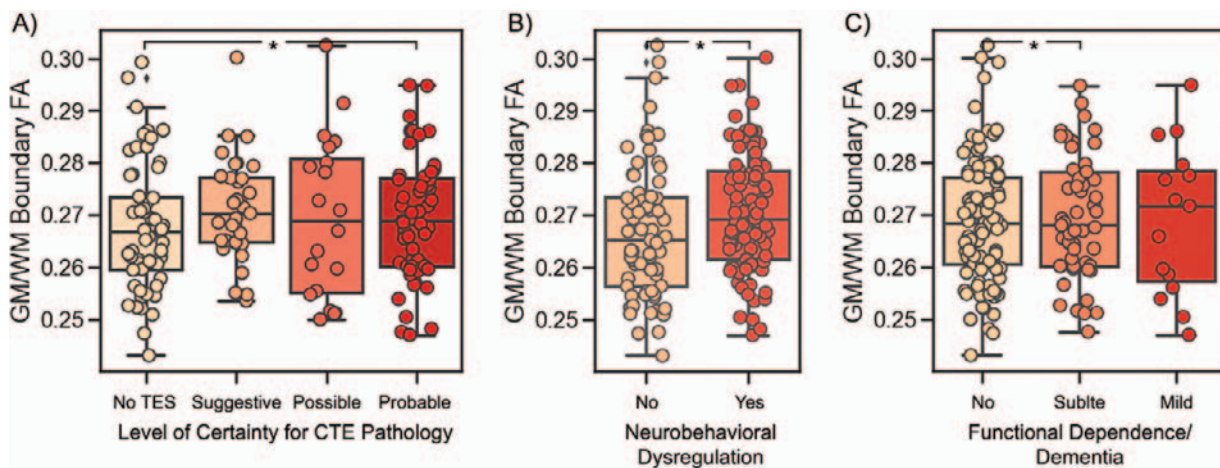 A)
GM/WM Boundary FA
0.30
0.29
0.28
0.27
0.26
0.25
*
No TES Suggestive Possible Probable
Level of Certainty for CTE Pathology
B)
GM/WM Boundary FA
0.30
0.29
0.28
0.27
0.26
0.25
*
No Yes
Neurobehavioral
Dysregulation
C)
GM/WM Boundary FA
0.30
0.29
0.28
0.27
0.26
0.25
*
No Sublte Mild
Functional Dependence/
Dementia